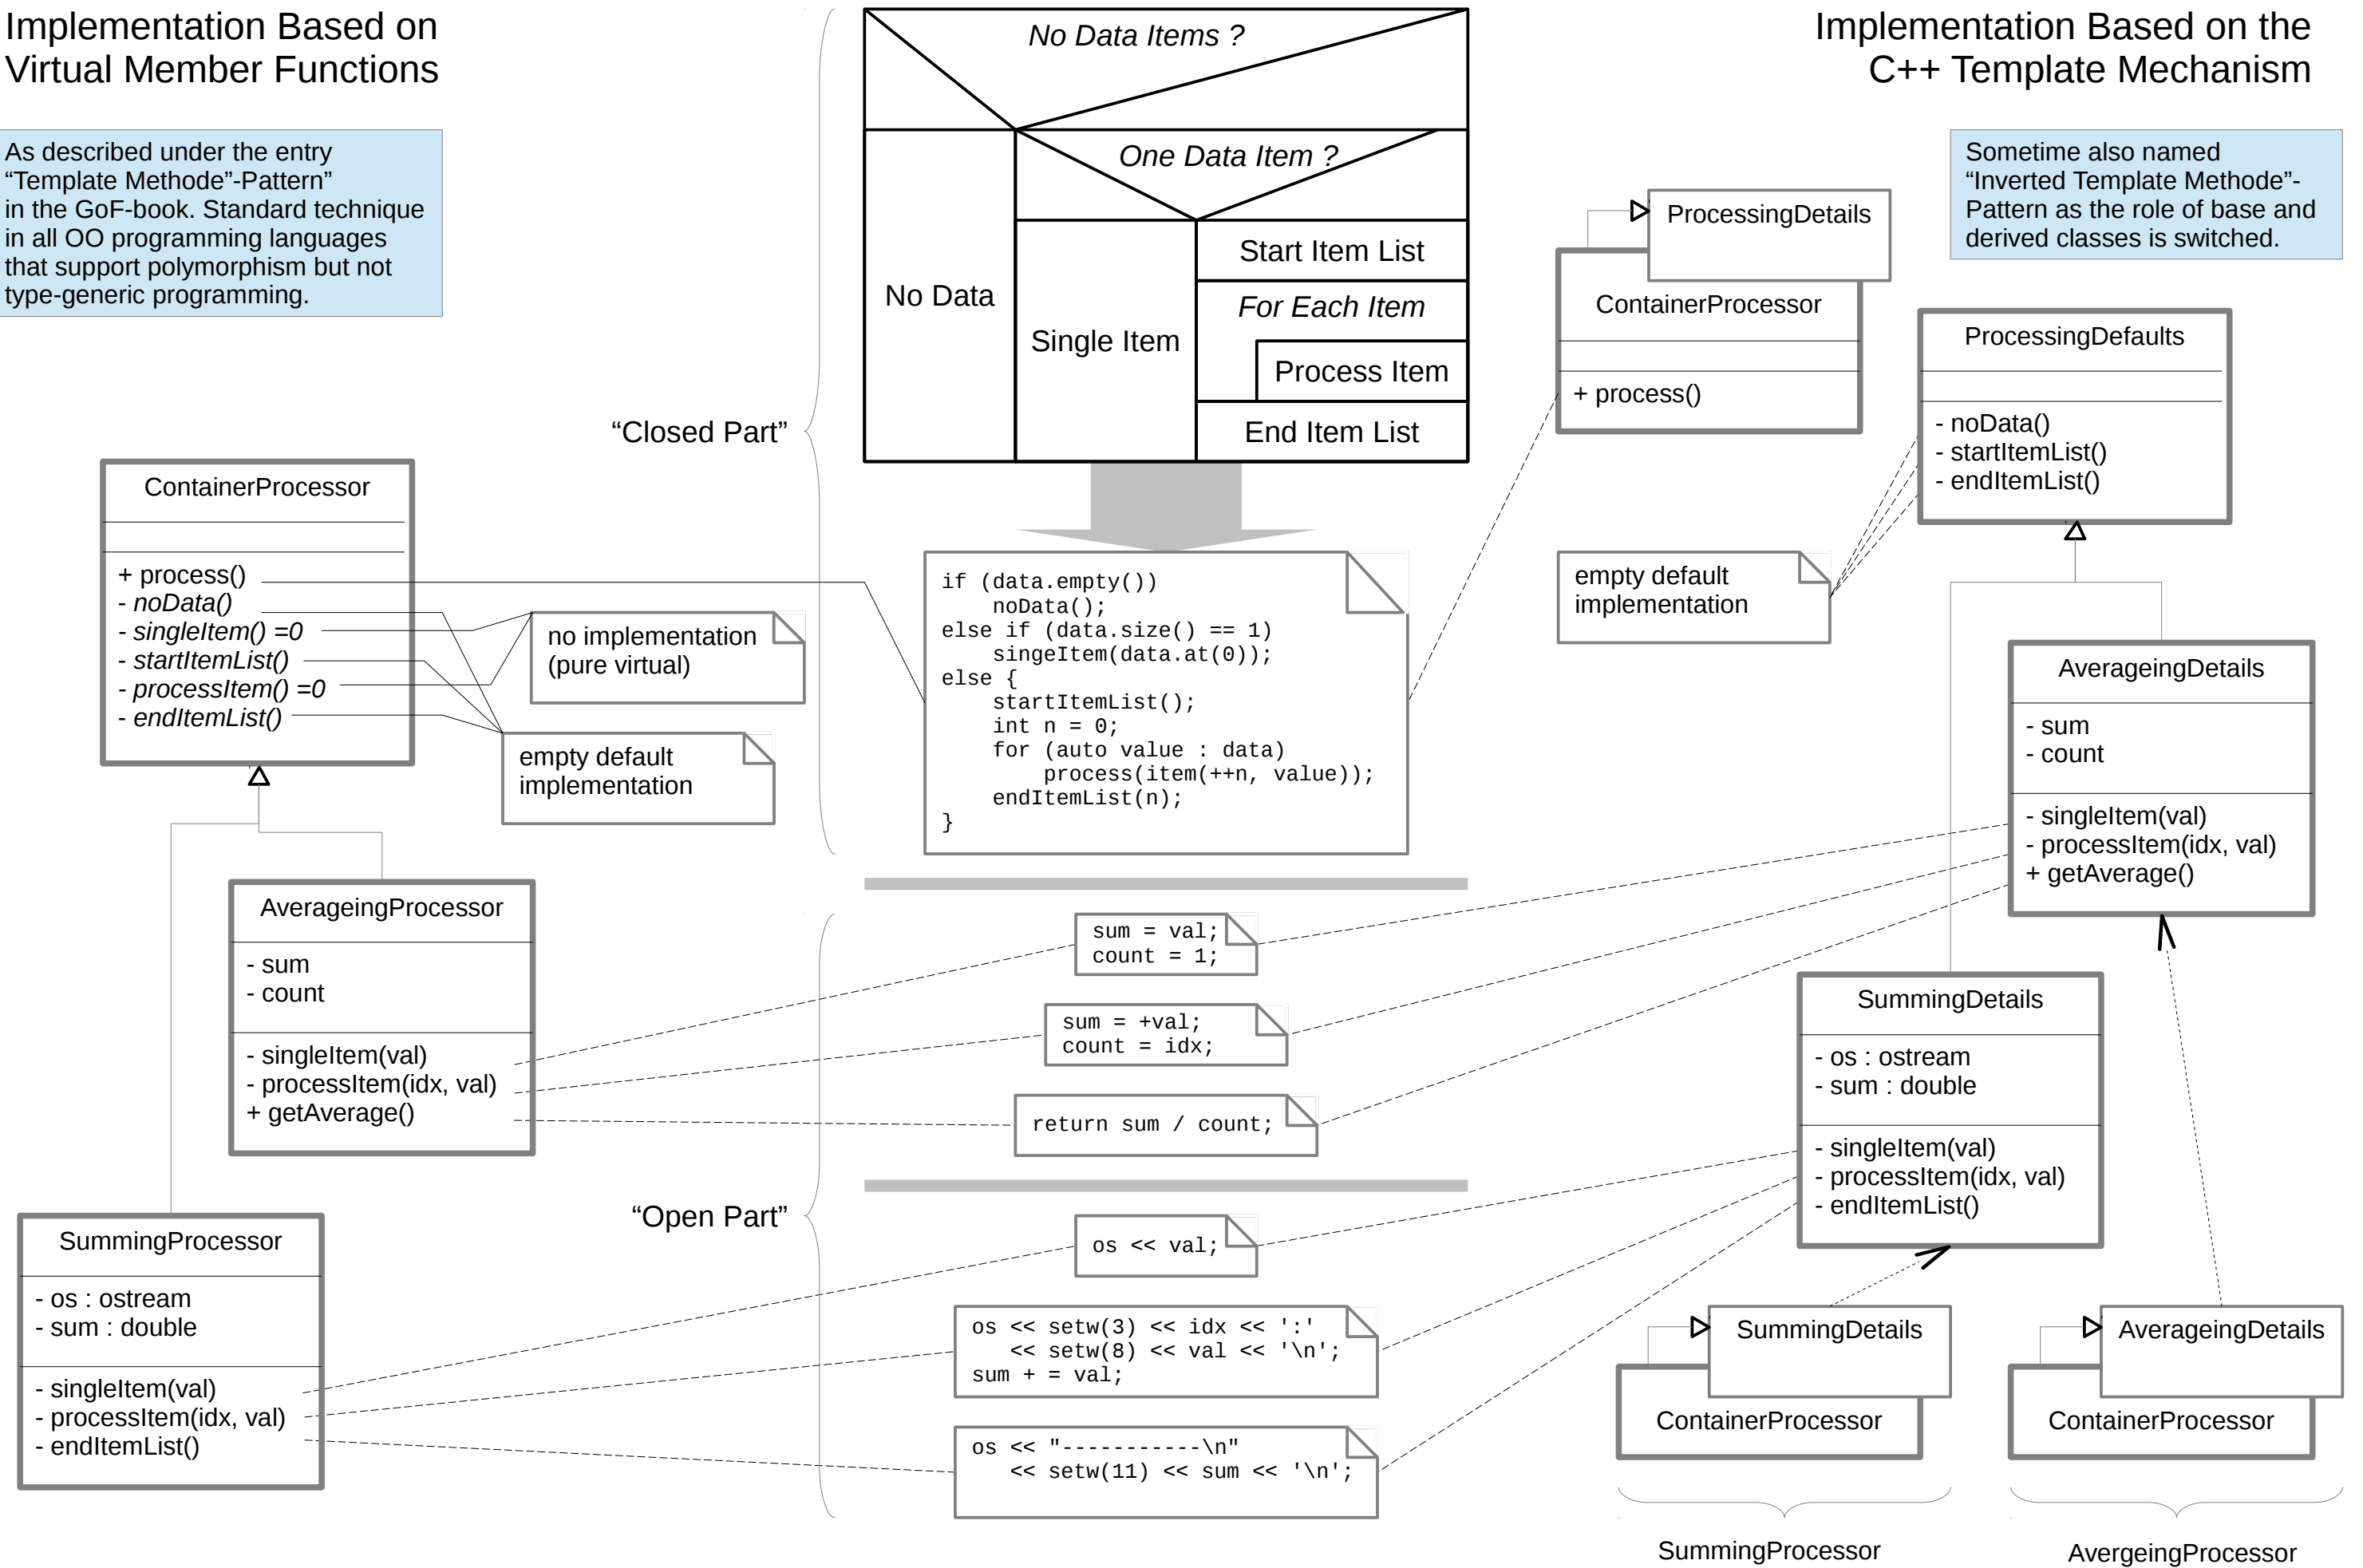 Implementation Based on
Virtual Member Functions
As described under the entry
“Template Methode”-Pattern”
in the GoF-book. Standard technique
in all OO programming languages
that support polymorphism but not
type-generic programming.
ContainerProcessor
+ process()
- noData()
- singleItem() =0
- startItemList()
- processItem() =0
- endItemList()
no implementation
(pure virtual)
empty default
implementation
AverageingProcessor
- sum
- count
- singleItem(val)
- processItem(idx, val)
+ getAverage()
SummingProcessor
- os : ostream
- sum : double
- singleItem(val)
- processItem(idx, val)
- endItemList()
“Closed Part”
“Open Part”
No Data Items ?
One Data Item ?
No Data
Single Item
Start Item List
For Each Item
Process Item
End Item List
if (data.empty())
    noData();
else if (data.size() == 1)
    singeItem(data.at(0));
else {
    startItemList();
    int n = 0;
    for (auto value : data)
        process(item(++n, value));
    endItemList(n);
}
sum = val;
count = 1;
sum = +val;
count = idx;
return sum / count;
os << val;
os << setw(3) << idx << ':'
   << setw(8) << val << '\n';
sum + = val;
os << "-----------\n"
   << setw(11) << sum << '\n';
Implementation Based on the
C++ Template Mechanism
Sometime also named
“Inverted Template Methode”-
Pattern as the role of base and
derived classes is switched.
ProcessingDetails
ContainerProcessor
+ process()
ProcessingDefaults
- noData()
- startItemList()
- endItemList()
empty default
implementation
AverageingDetails
- sum
- count
- singleItem(val)
- processItem(idx, val)
+ getAverage()
SummingDetails
- os : ostream
- sum : double
- singleItem(val)
- processItem(idx, val)
- endItemList()
SummingDetails
ContainerProcessor
SummingProcessor
AverageingDetails
ContainerProcessor
AvergeingProcessor